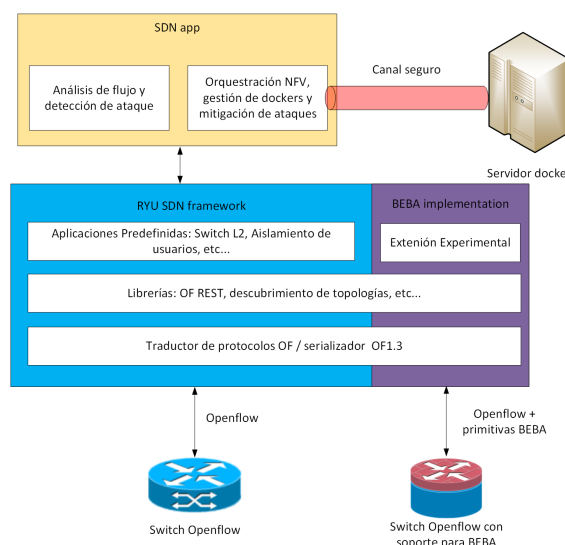 SDN app
Análisis de flujo y
detección de ataque
Orquestración NFV,
gestión de dockers y
mitigación de ataques
Canal seguro
Servidor docke
RYU SDN framework
BEBA implementation
Aplicaciones Predefinidas: Switch L2, Aislamiento de
usuarios, etc...
Extenión Experimental
Librerías: OF REST, descubrimiento de topologías, etc...
Traductor de protocolos OF / serializador OF1.3
Openflow
Openflow +
primitivas BEBA
Switch Openflow
Switch Openflow con
soporte para BEBA